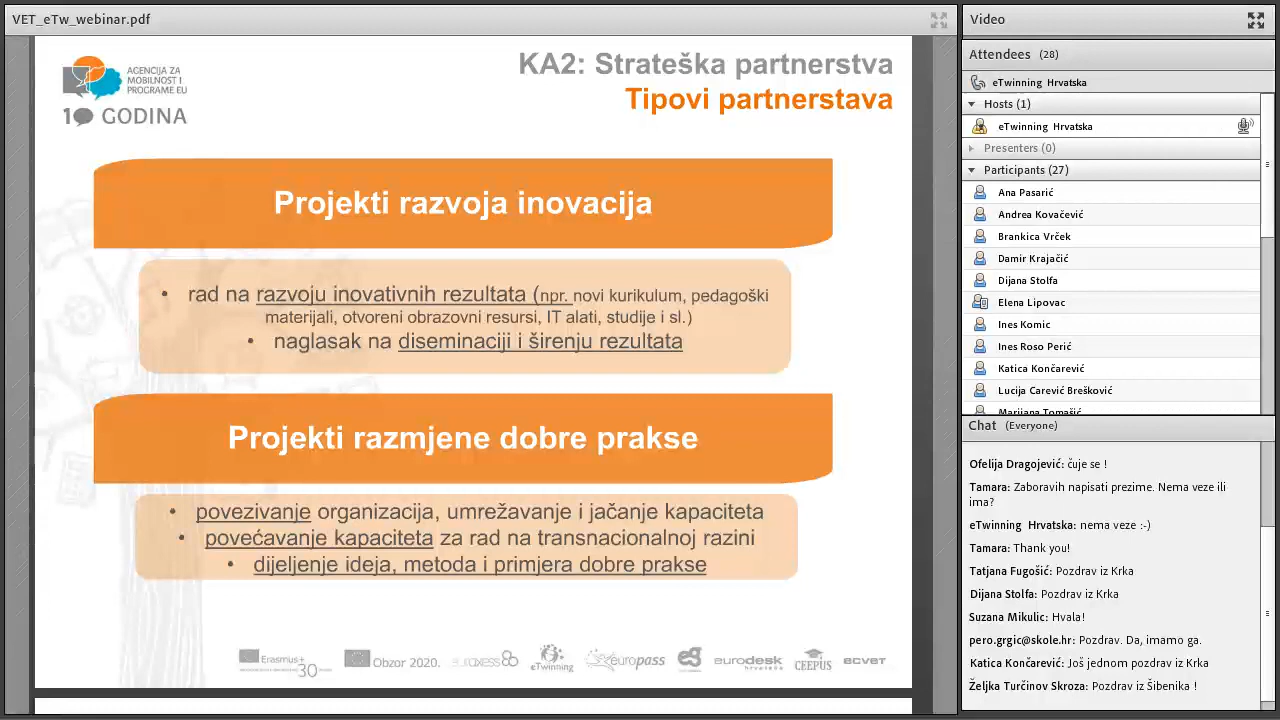 VET_eTw_webinar.pdf
AGENCIJA ZA
MOBILNOST I
PROGRAME EU
10 GODINA
KA2: Strateška partnerstva
Tipovi partnerstava
Projekti razvoja inovacija
• rad na razvoju inovativnih rezultata (npr. novi kurikulum, pedagoški
materijali, otvoreni obrazovni resursi, IT alati, studije i sl.)
• naglasak na diseminaciji i širenju rezultata
Projekti razmjene dobre prakse
• povezivanje organizacija, umrežavanje i jačanje kapaciteta
• povećavanje kapaciteta za rad na transnacionalnoj razini
• dijeljenje ideja, metoda i primjera dobre prakse
Erasmus+
30
Obzor 2020.
euraxess
eTwinning
europass
eurodesk
CEEPUS
ECVET
Video
Attendees (28)
eTwinning Hrvatska
Hosts (1)
eTwinning Hrvatska
Presenters (0)
Participants (27)
Ana Pasarić
Andrea Kovačević
Brankica Vrček
Damir Krajačić
Dijana Stolfa
Elena Lipovac
Ines Komic
Ines Roso Perić
Katica Končarević
Lucija Carević Brešković
Marijana Tomašić
Chat (Everyone)
Ofelija Dragojević: čuje se !
Tamara: Zaboravih napisati prezime. Nema veze ili
ima?
eTwinning Hrvatska: nema veze :-)
Tamara: Thank you!
Tatjana Fugošić: Pozdrav iz Krka
Dijana Stolfa: Pozdrav iz Krka
Suzana Mikulic: Hvala!
pero.grgic@skole.hr: Pozdrav. Da, imamo ga.
Katica Končarević: Još jednom pozdrav iz Krka
Željka Turčinov Skroza: Pozdrav iz Šibenika !